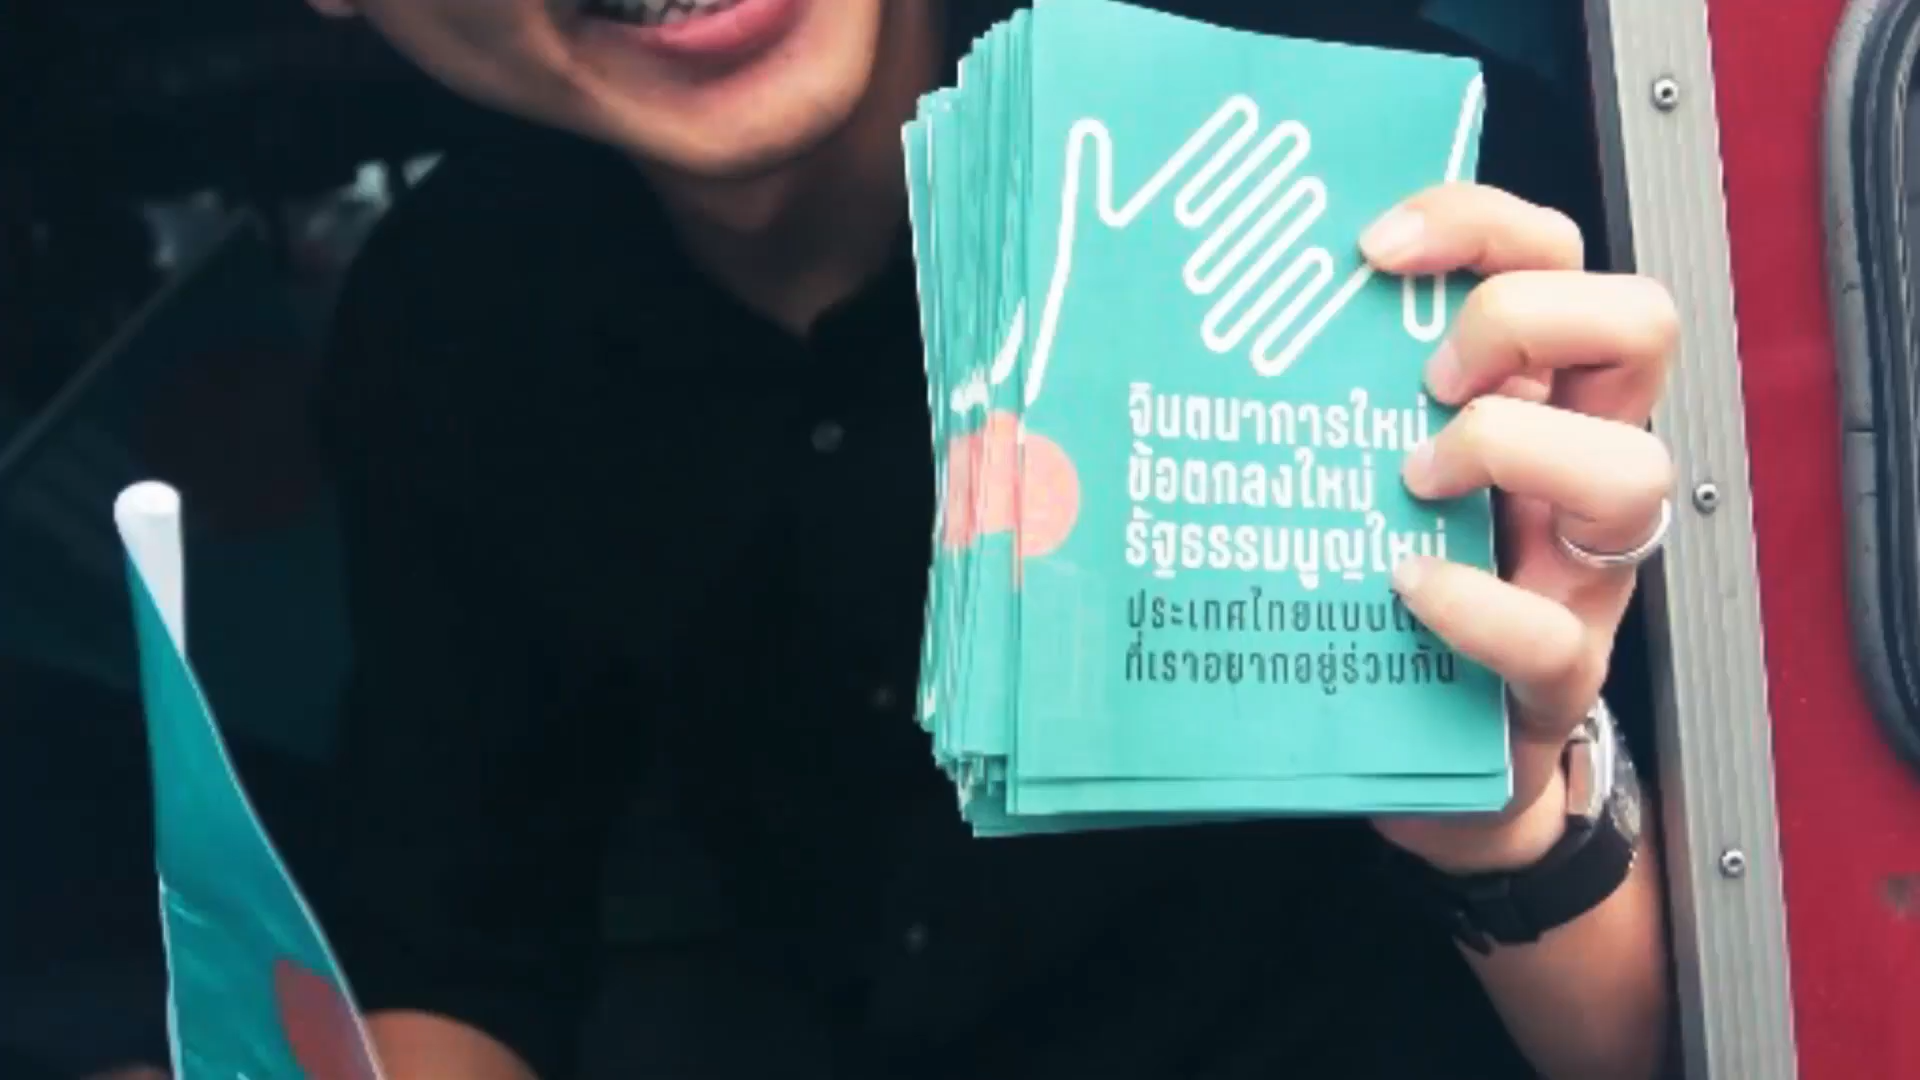 จินตนาการใหม่
ข้อตกลงใหม่
รัฐธรรมนูญใหม่
ประเทศไทยแบบ
ที่เราอยากอยู่ร่วมกัน